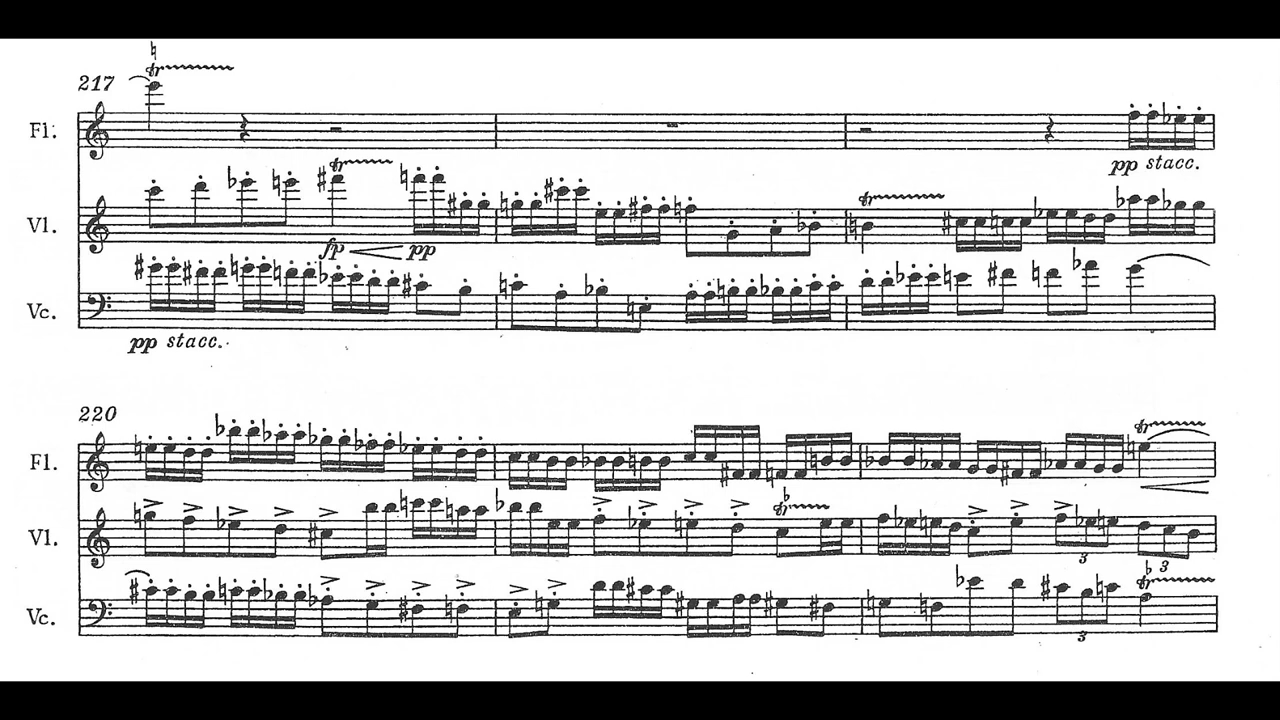 217
Fl.
pp stacc.
Vl.
fp pp
Vc.
pp stacc.
220
Fl.
Vl.
3 3
Vc.
3